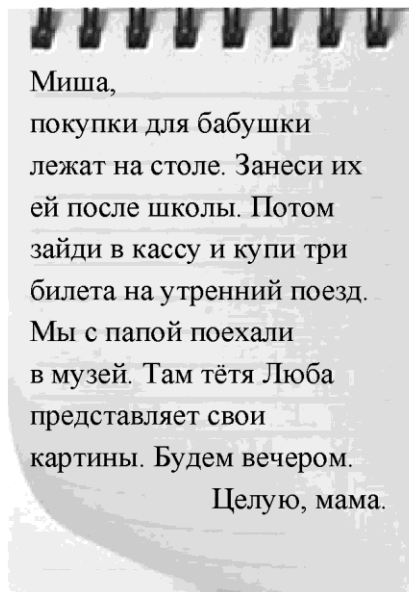 Миша,
покупки для бабушки
лежат на столе. Занеси их
ей после школы. Потом
зайди в кассу и купи три
билета на утренний поезд.
Мы с папой поехали
в музей. Там тётя Люба
представляет свои
картины. Будем вечером.
Целую, мама.